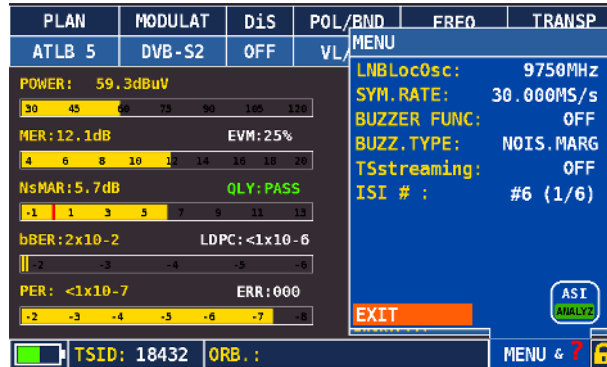 PLAN MODULAT DiS POL/BND FREQ TRANSP
ATLB 5 DVB-S2 OFF VL/
MENU
POWER: 59.3dBuV
30 45 60 75 90 105 120
MER:12.1dB EVM:25%
4 6 8 10 12 14 16 18 20
NsMAR:5.7dB QLY:PASS
-1 1 3 5 7 9 11 13
bBER:2x10-2 LDPC:<1x10-6
-2 -3 -4 -5 -6
PER: <1x10-7 ERR:000
-2 -3 -4 -5 -6 -7 -8
LNBLocOsc: 9750MHz
SYM.RATE: 30.000MS/s
BUZZER FUNC: OFF
BUZZ.TYPE: NOIS.MARG
TSstreaming: OFF
ISI # : #6 (1/6)
ASI
ANALYZ
EXIT
TSID: 18432 ORB.: MENU & ?